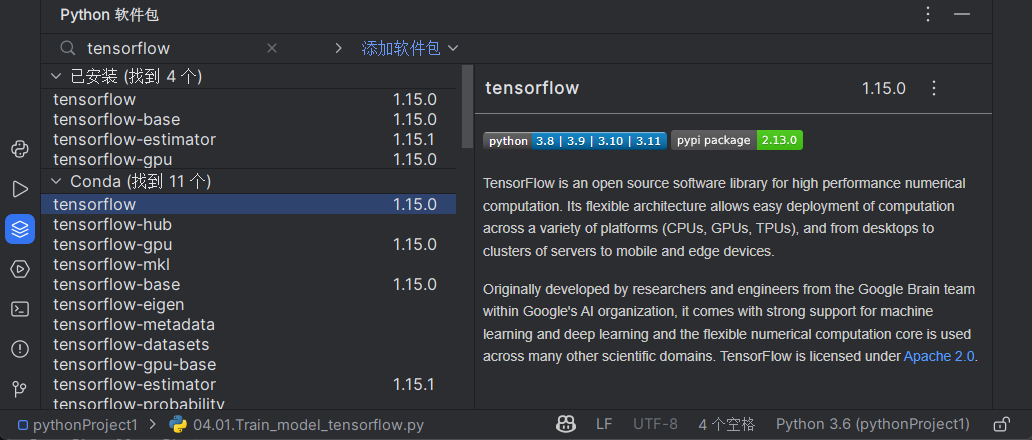 Python 软件包
tensorflow
添加软件包
已安装 (找到 4 个)
tensorflow 1.15.0
tensorflow-base 1.15.0
tensorflow-estimator 1.15.1
tensorflow-gpu 1.15.0
Conda (找到 11 个)
tensorflow 1.15.0
tensorflow-hub
tensorflow-gpu 1.15.0
tensorflow-mkl
tensorflow-base 1.15.0
tensorflow-eigen
tensorflow-metadata
tensorflow-datasets
tensorflow-gpu-base
tensorflow-estimator 1.15.1
tensorflow-probability
tensorflow 1.15.0
python 3.8 | 3.9 | 3.10 | 3.11 pypi package 2.13.0
TensorFlow is an open source software library for high performance numerical
computation. Its flexible architecture allows easy deployment of computation
across a variety of platforms (CPUs, GPUs, TPUs), and from desktops to
clusters of servers to mobile and edge devices.
Originally developed by researchers and engineers from the Google Brain team
within Google's AI organization, it comes with strong support for machine
learning and deep learning and the flexible numerical computation core is used
across many other scientific domains. TensorFlow is licensed under Apache 2.0.
pythonProject1 04.01.Train_model_tensorflow.py LF UTF-8 4 个空格 Python 3.6 (pythonProject1)